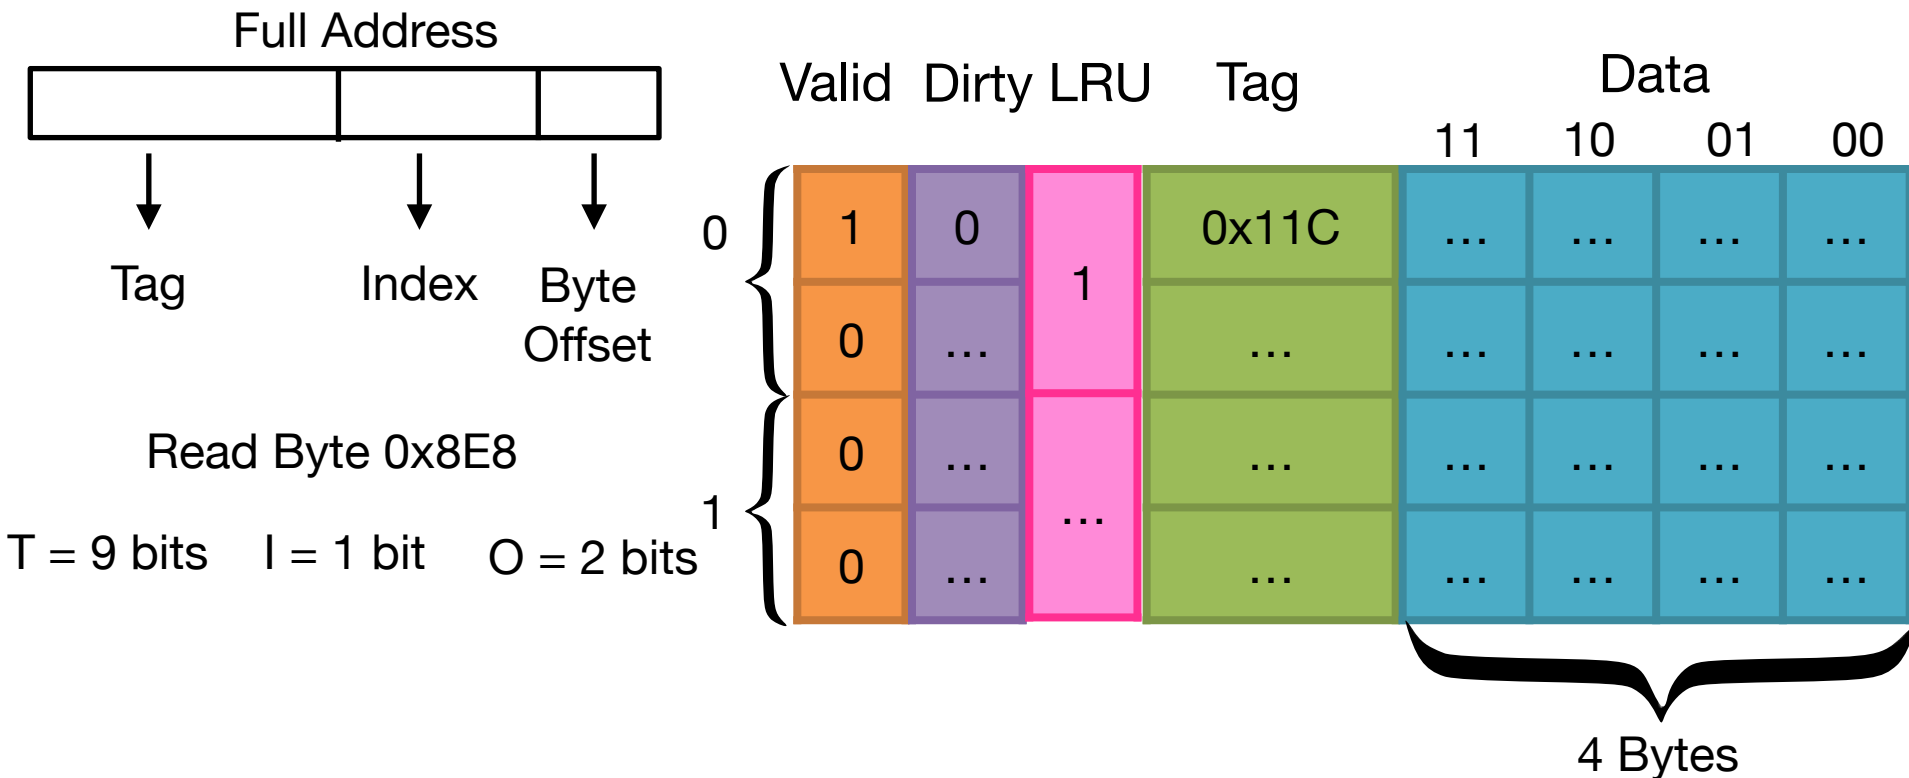 Full Address
Tag Index Byte
Offset
Read Byte 0x8E8
T = 9 bits I = 1 bit O = 2 bits
Valid Dirty LRU Tag Data
11 10 01 00
0 1 0 1 0x11C ... ... ... ...
0 ... ... ... ... ... ...
1 0 ... ... ... ... ... ... ...
0 ... ... ... ... ... ...
4 Bytes